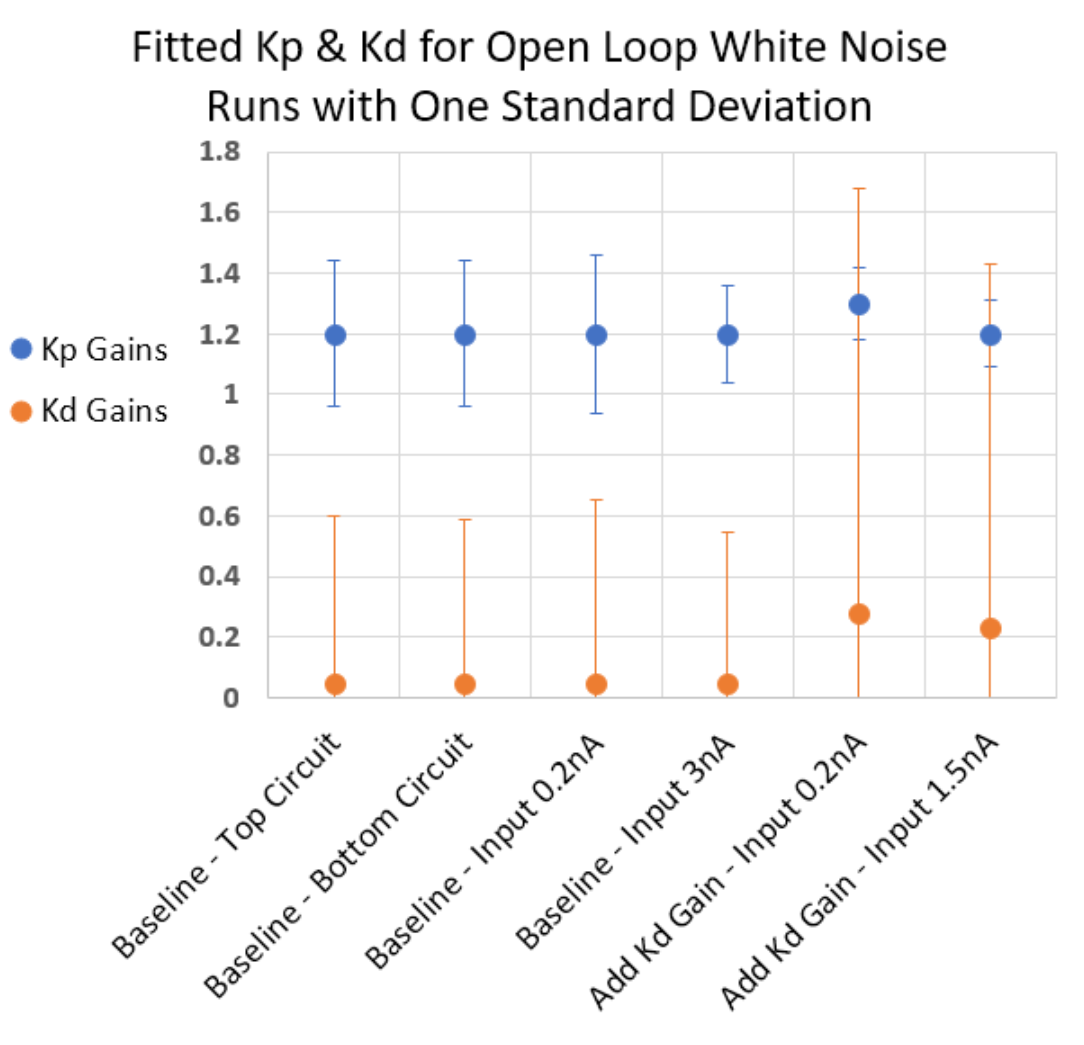 Fitted Kp & Kd for Open Loop White Noise
Runs with One Standard Deviation
1.8
1.6
1.4
1.2
1
0.8
0.6
0.4
0.2
0
Kp Gains
Kd Gains
Baseline - Top Circuit
Baseline - Bottom Circuit
Baseline - Input 0.2nA
Baseline - Input 3nA
Add Kd Gain - Input 0.2nA
Add Kd Gain - Input 1.5nA